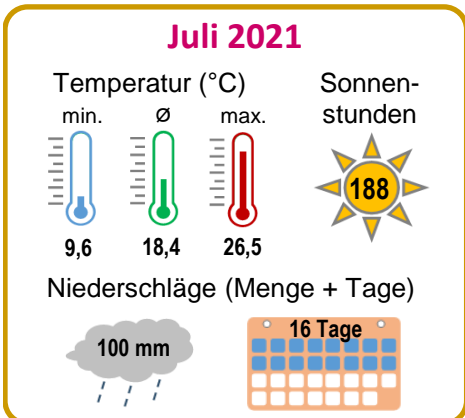 Juli 2021
Temperatur (°C)
min.
Ø
max.
9,6
18,4
26,5
Sonnen-
stunden
188
Niederschläge (Menge + Tage)
100 mm
16 Tage